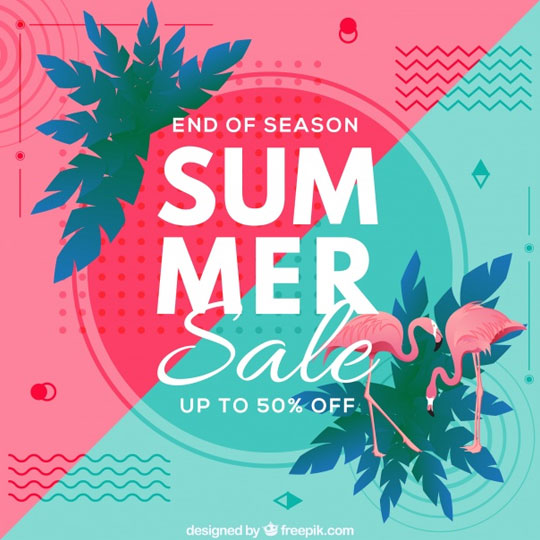 END OF SEASON
SUM
MER
Sale
UP TO 50% OFF
designed by freepik.com